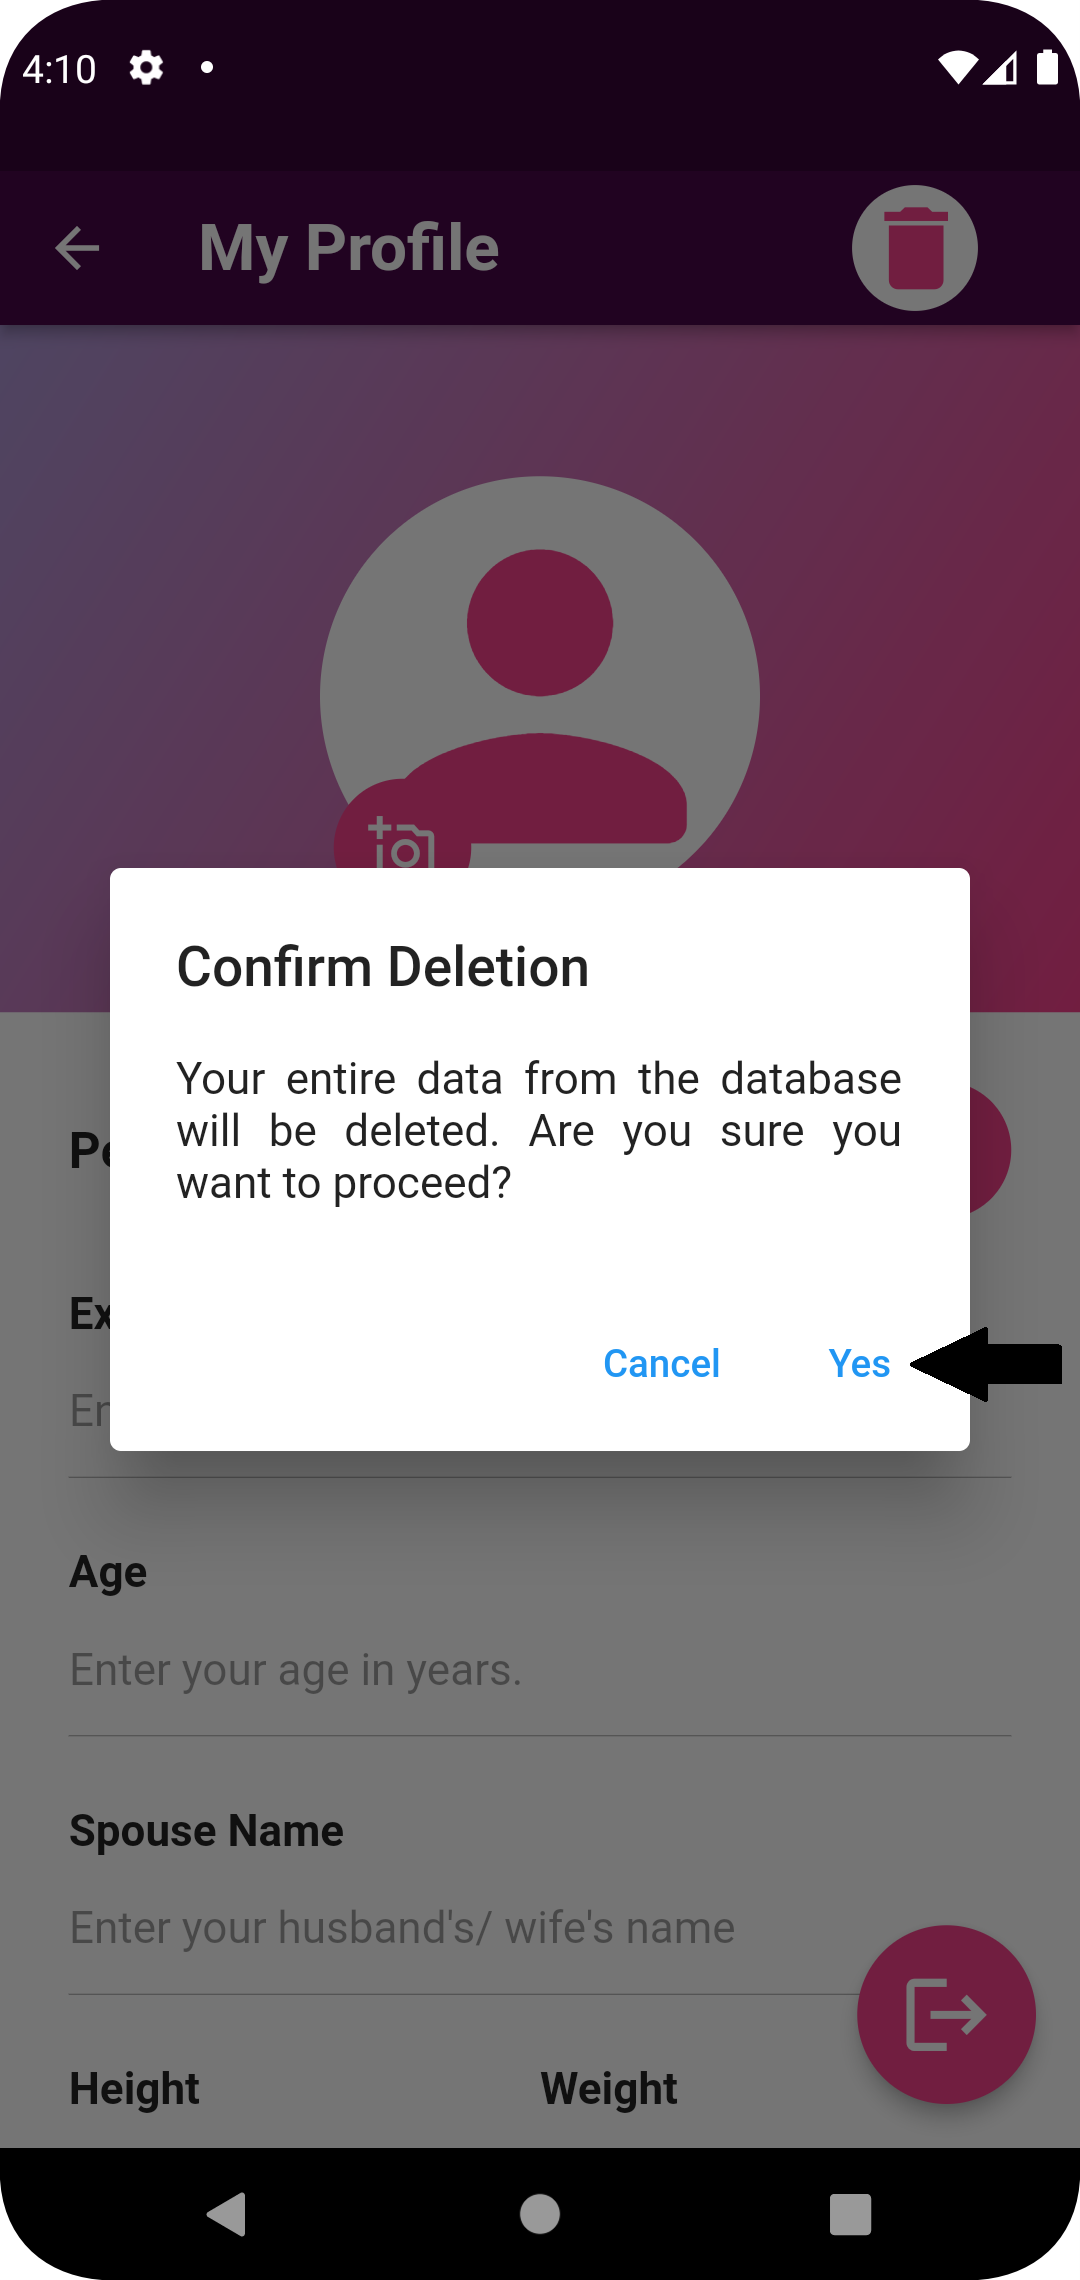 4:10
My Profile
Confirm Deletion
Your entire data from the database
will be deleted. Are you sure you
want to proceed?
Pe
Ex
Cancel Yes
En
Age
Enter your age in years.
Spouse Name
Enter your husband's/ wife's name
Height Weight